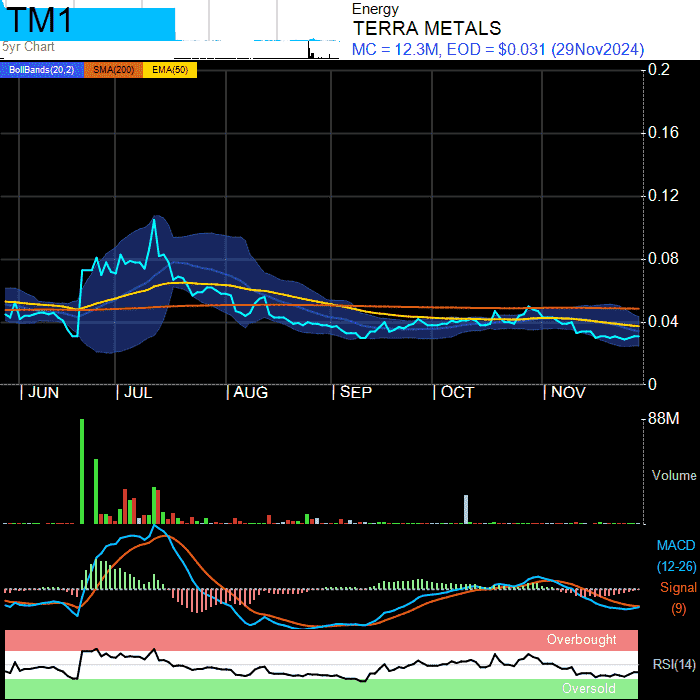 TM1
5yr Chart
Energy
TERRA METALS
MC = 12.3M, EOD = $0.031 (29Nov2024)
BollBands(20,2) SMA(200) EMA(50)
0.2
0.16
0.12
0.08
0.04
0
JUN JUL AUG SEP OCT NOV
88M
Volume
MACD
(12-26)
Signal
(9)
Overbought
RSI(14)
Oversold